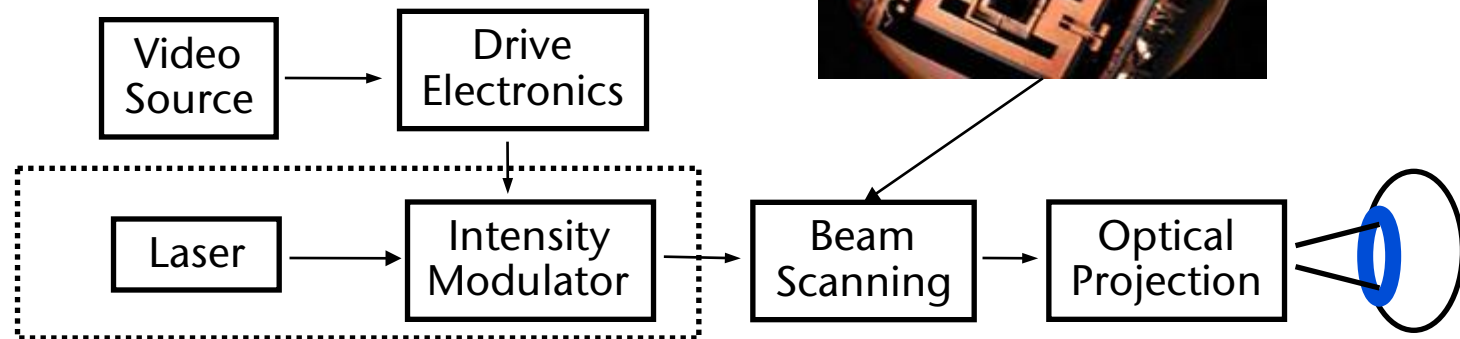 Video
Source
Drive
Electronics
Laser
Intensity
Modulator
Beam
Scanning
Optical
Projection